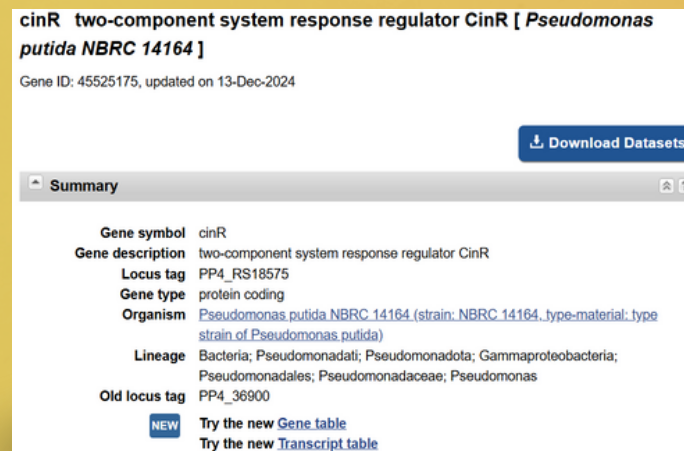 cinR two-component system response regulator CinR [ Pseudomonas
putida NBRC 14164 ]
Gene ID: 45525175, updated on 13-Dec-2024
Download Datasets
Summary
Gene symbol cinR
Gene description two-component system response regulator CinR
Locus tag PP4_RS18575
Gene type protein coding
Organism Pseudomonas putida NBRC 14164 (strain: NBRC 14164, type-material: type
strain of Pseudomonas putida)
Lineage Bacteria; Pseudomonadati; Pseudomonadota; Gammaproteobacteria;
Pseudomonadales; Pseudomonadaceae; Pseudomonas
Old locus tag PP4_36900
NEW Try the new Gene table
Try the new Transcript table